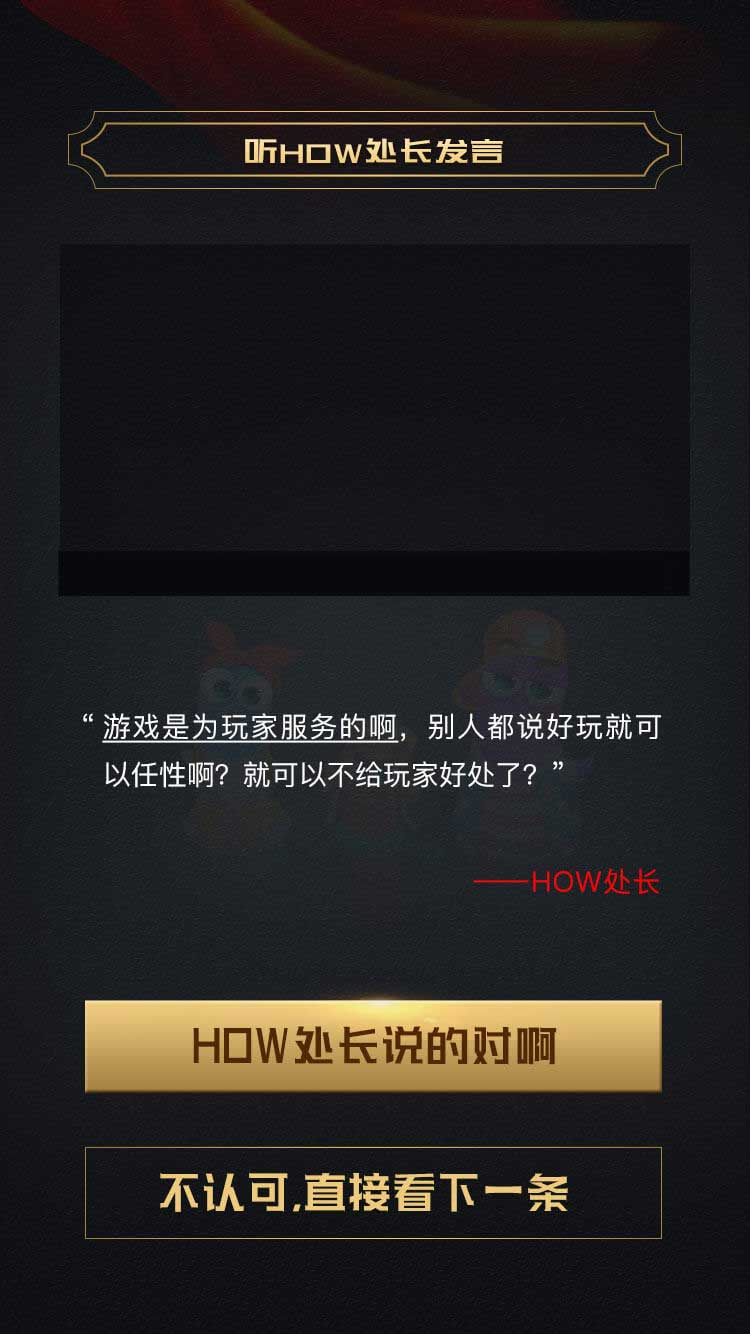 听HOW处长发言
“游戏是为玩家服务的啊，别人都说好玩就可
以任性啊？就可以不给玩家好处了？”
——HOW处长
HOW处长说的对啊
不认可,直接看下一条